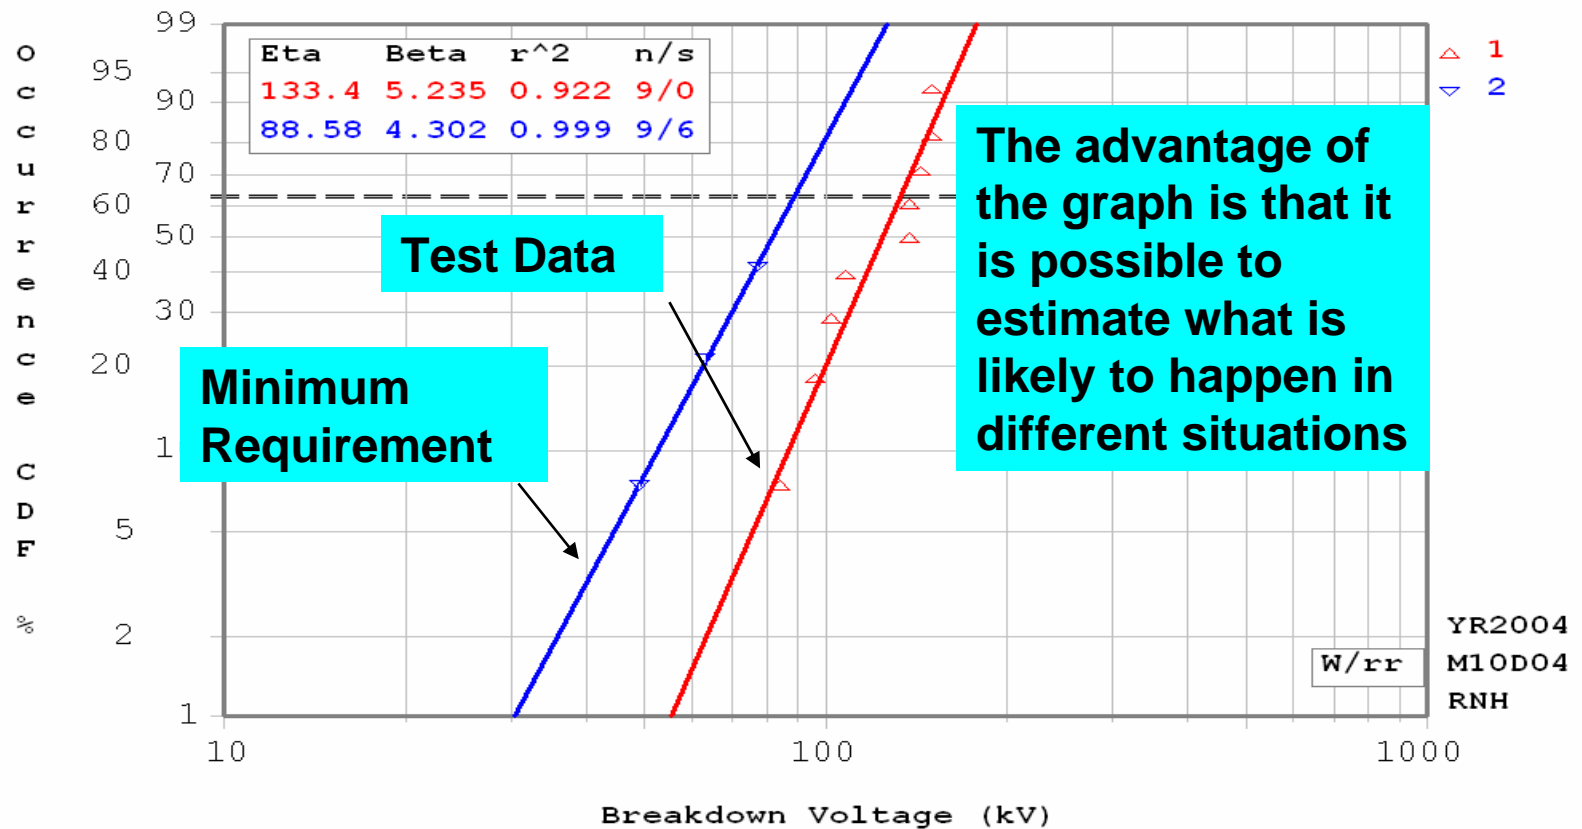 Occurrence CDF %
99
95
90
80
70
60
50
40
30
20
1
5
2
1
Eta Beta r^2 n/s
133.4 5.235 0.922 9/0
88.58 4.302 0.999 9/6
1
2
Test Data
Minimum
Requirement
The advantage of
the graph is that it
is possible to
estimate what is
likely to happen in
different situations
W/rr
YR2004
M10D04
RNH
10
100
1000
Breakdown Voltage (kV)